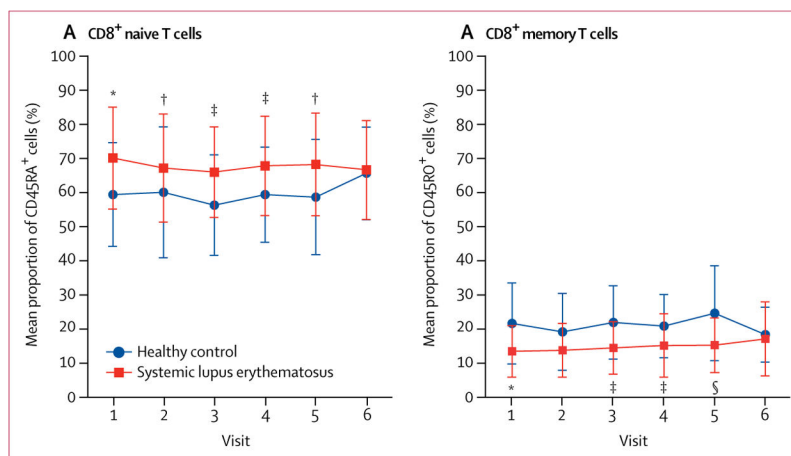 A CD8+ naive T cells
100
90
80
70
60
50
40
30
20
10
0
Mean proportion of CD45RA+ cells (%)
* † ‡ ‡ †
Healthy control
Systemic lupus erythematosus
1 2 3 4 5 6
Visit
A CD8+ memory T cells
100
90
80
70
60
50
40
30
20
10
0
Mean proportion of CD45RO+ cells (%)
* ‡ ‡ §
1 2 3 4 5 6
Visit